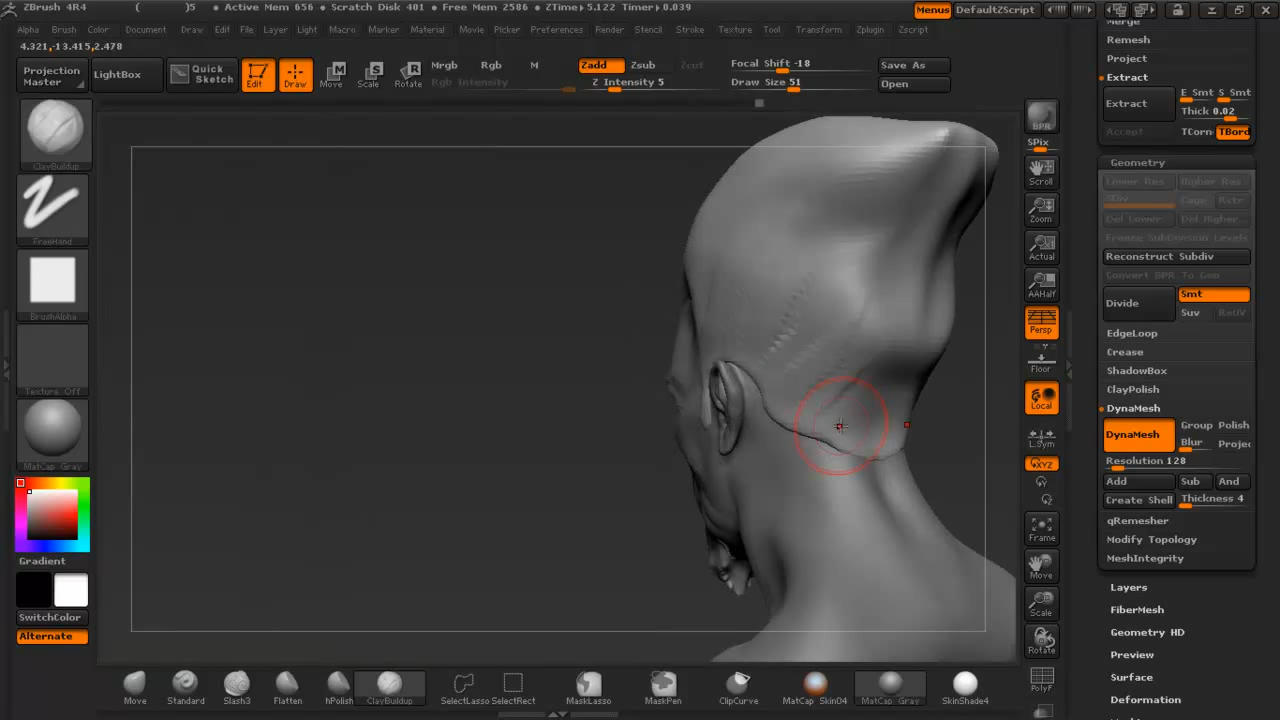 ZBrush 4R4 ( )5 • Active Mem 656 • Scratch Disk 401 • Free Mem 2586 • ZTime▸5.122 Timer▸0.039 Menus DefaultZScript
Alpha Brush Color Document Draw Edit File Layer Light Macro Marker Material Movie Picker Preferences Render Stencil Stroke Texture Tool Transform Zplugin Zscript
4.321,-13.415,2.478
Projection Master LightBox Quick Sketch Edit Draw Move Scale Rotate
Mrgb Rgb M
Rgb Intensity
Zadd Zsub Zcut
Z Intensity 5
Focal Shift -18
Draw Size 51
Save As
Open
ClayBuildup
FreeHand
BrushAlpha
Texture Off
MatCap Gray
Gradient
SwitchColor
Alternate
BPR
SPix
Scroll
Zoom
Actual
AAHalf
Persp
Floor
Local
L.Sym
XYZ
Frame
Move
Scale
Rotate
PolyF
Merge
Remesh
Project
Extract
Extract E Smt S Smt
Thick 0.02
Accept TCorn TBord
Geometry
Lower Res Higher Res
SDiv Cage Rstr
Del Lower Del Higher
Freeze SubDivision Levels
Reconstruct Subdiv
Convert BPR To Geo
Divide Smt
Suv ReUV
EdgeLoop
Crease
ShadowBox
ClayPolish
DynaMesh
DynaMesh Group Polish
Blur Projec
Resolution 128
Add Sub And
Create Shell Thickness 4
qRemesher
Modify Topology
MeshIntegrity
Layers
FiberMesh
Geometry HD
Preview
Surface
Deformation
Move Standard Slash3 Flatten hPolish ClayBuildup SelectLasso SelectRect MaskLasso MaskPen ClipCurve MatCap Skin04 MatCap Gray SkinShade4